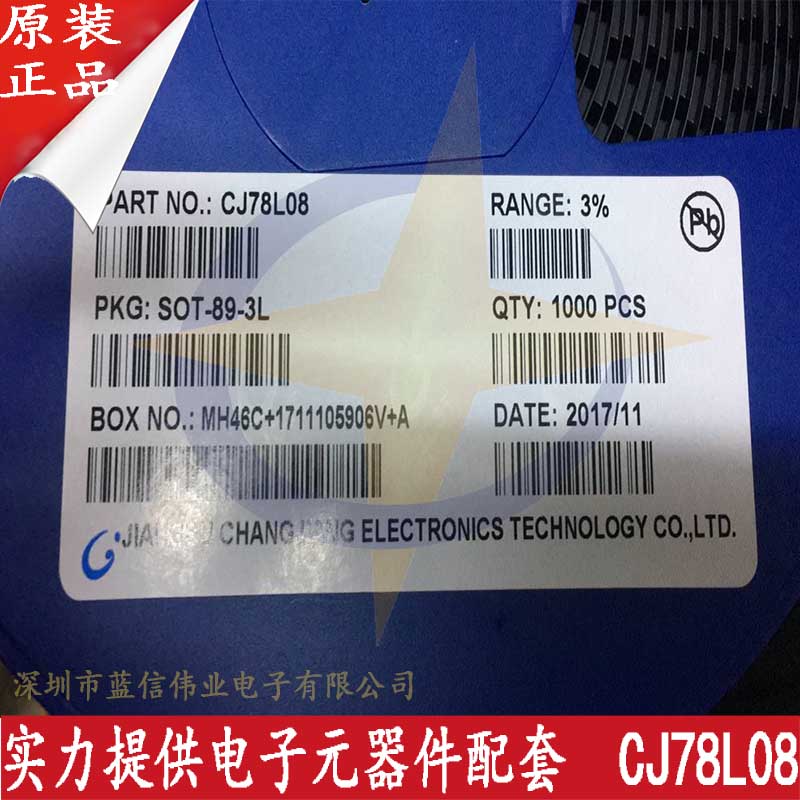 原装
正品
PART NO.: CJ78L08
RANGE: 3%
Pb
PKG: SOT-89-3L
QTY: 1000 PCS
BOX NO.: MH46C+1711105906V+A
DATE: 2017/11
CHANGJIANG ELECTRONICS TECHNOLOGY CO.,LTD.
深圳市蓝信伟业电子有限公司
实力提供电子元器件配套 CJ78L08